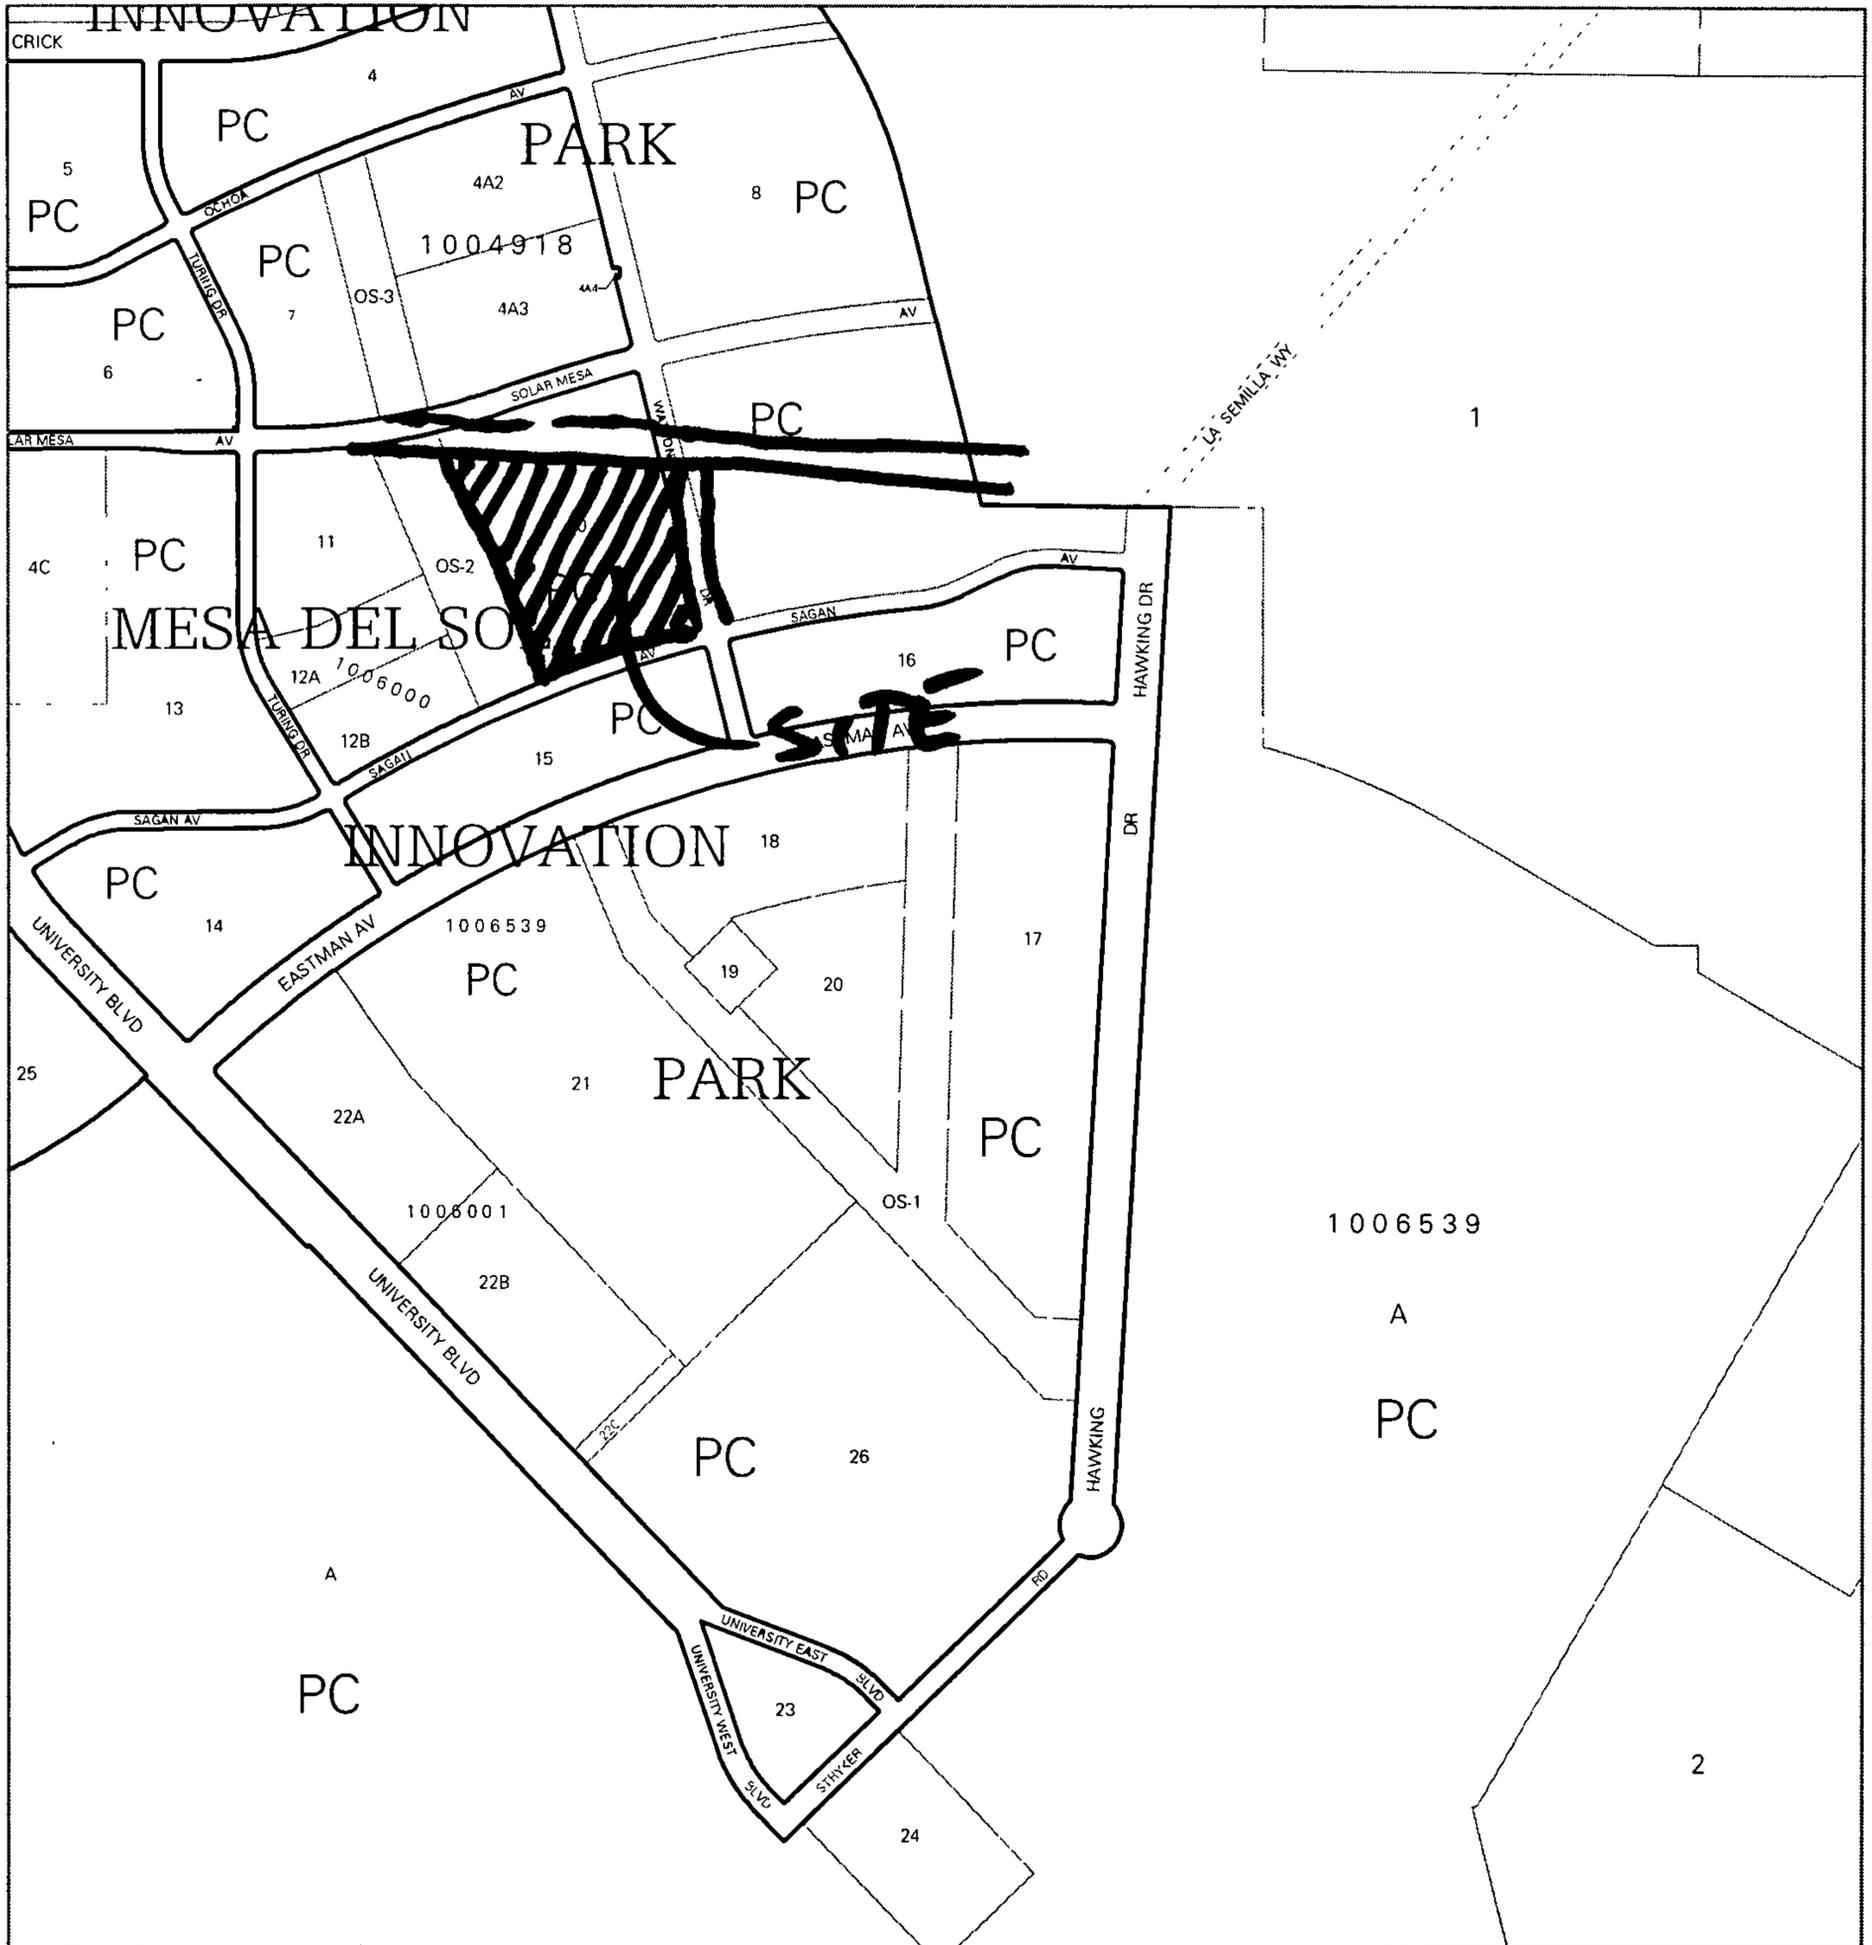 INNOVATION
CRICK
4
AV
PC
PARK
5
4A2
8
PC
PC
OCHOA
1004918
PC
TURING DR
OS-3
4A4
PC
7
4A3
AV
6
SOLAR MESA
LA SEMILLA WY
PC
1
LAR MESA
AV
11
PC
4C
OS-2
AV
DR
HAWKING DR
MESA DEL SO
SAGAN
PC
16
AV
12A
1006000
13
TURING DR
PC
SITE
AV
12B
15
SAGAN
SAGAN AV
DR
INNOVATION
18
PC
14
1006539
17
UNIVERSITY BLVD
EASTMAN AV
PC
19
20
25
21
PARK
22A
PC
OS-1
1006001
1006539
22B
UNIVERSITY BLVD
A
PC
22C
PC
26
HAWKING
A
RD
UNIVERSITY EAST
BLVD
PC
UNIVERSITY WEST
BLVD
23
STRYKER
2
24